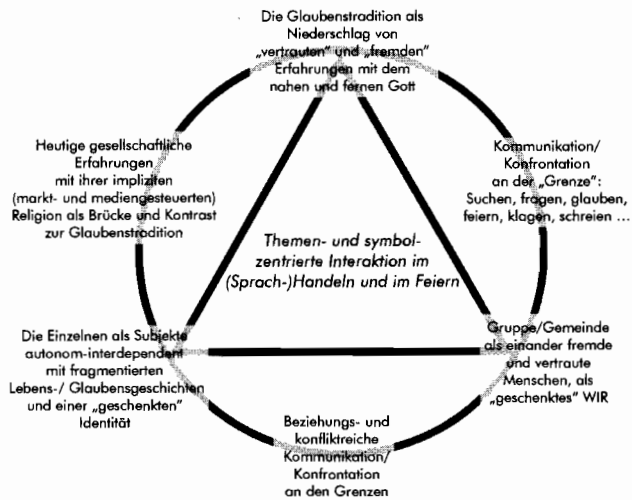 Die Glaubenstradition als
Niederschlag von
„vertrauten" und „fremden"
Erfahrungen mit dem
nahen und fernen Gott
Heutige gesellschaftliche
Erfahrungen
mit ihrer impliziten
(markt- und mediengesteuerten)
Religion als Brücke und Kontrast
zur Glaubenstradition
Kommunikation/
Konfrontation
an der „Grenze":
Suchen, fragen, glauben,
feiern, klagen, schreien ...
Themen- und symbol-
zentrierte Interaktion im
(Sprach-)Handeln und im Feiern
Die Einzelnen als Subjekte
autonom-interdependent
mit fragmentierten
Lebens-/ Glaubensgeschichten
und einer „geschenkten"
Identität
Gruppe/Gemeinde
als einander fremde
und vertraute
Menschen, als
„geschenktes" WIR
Beziehungs- und
konfliktreiche
Kommunikation/
Konfrontation
an den Grenzen